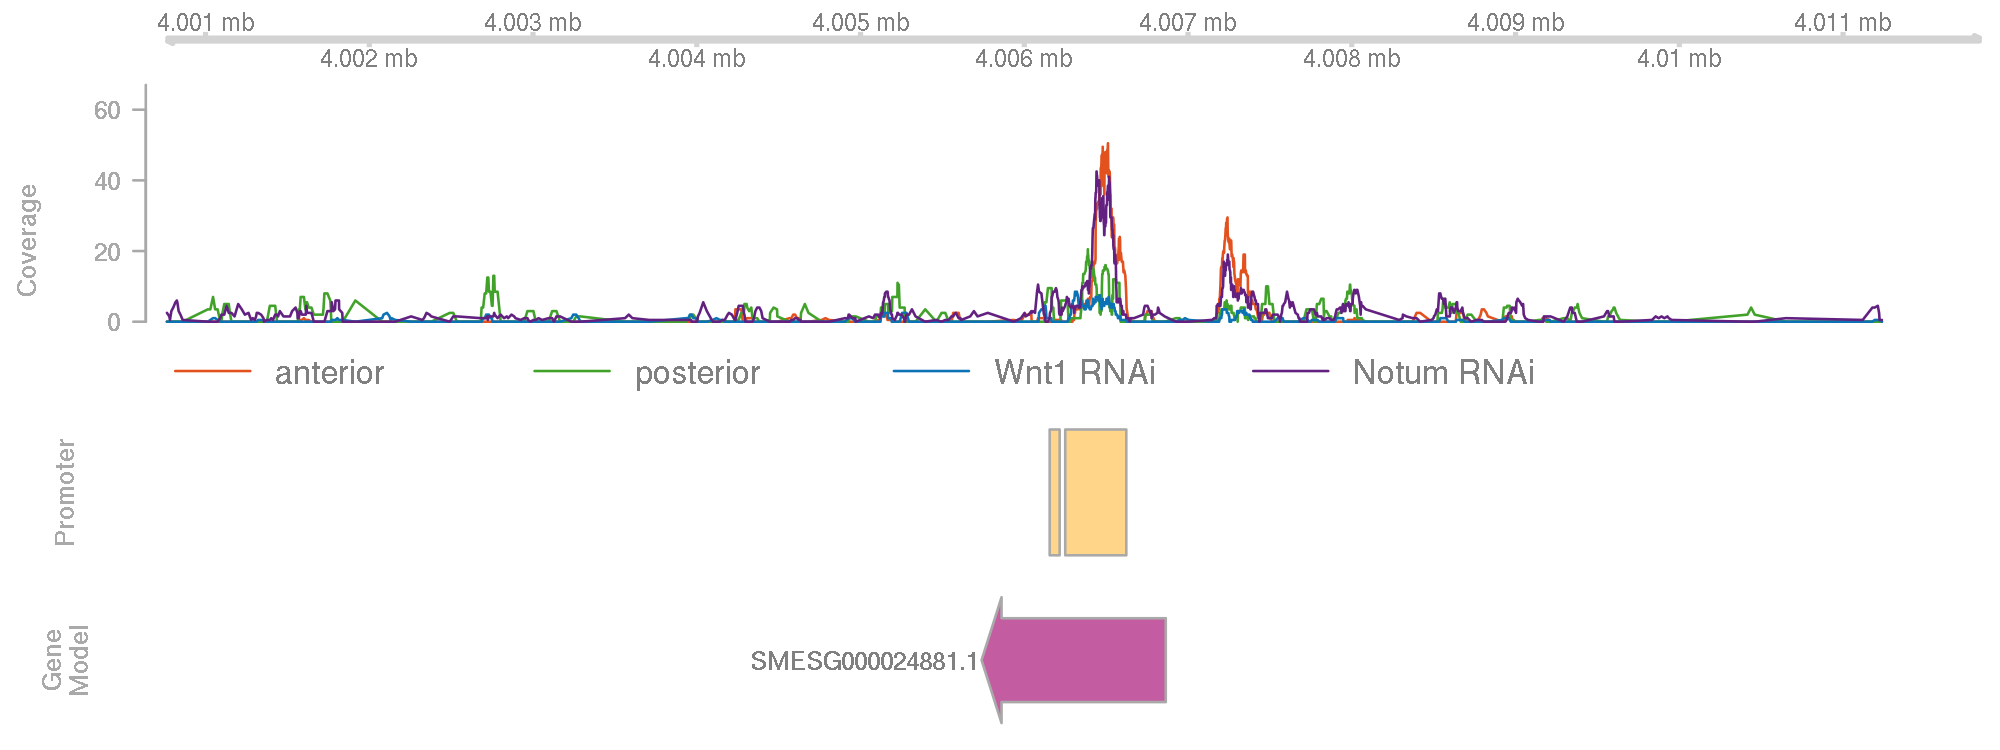 4.001 mb 4.003 mb 4.005 mb 4.007 mb 4.009 mb 4.011 mb
4.002 mb 4.004 mb 4.006 mb 4.008 mb 4.01 mb
Coverage
60
40
20
0
anterior posterior Wnt1 RNAi Notum RNAi
Promoter
Gene
Model
SMESG000024881.1